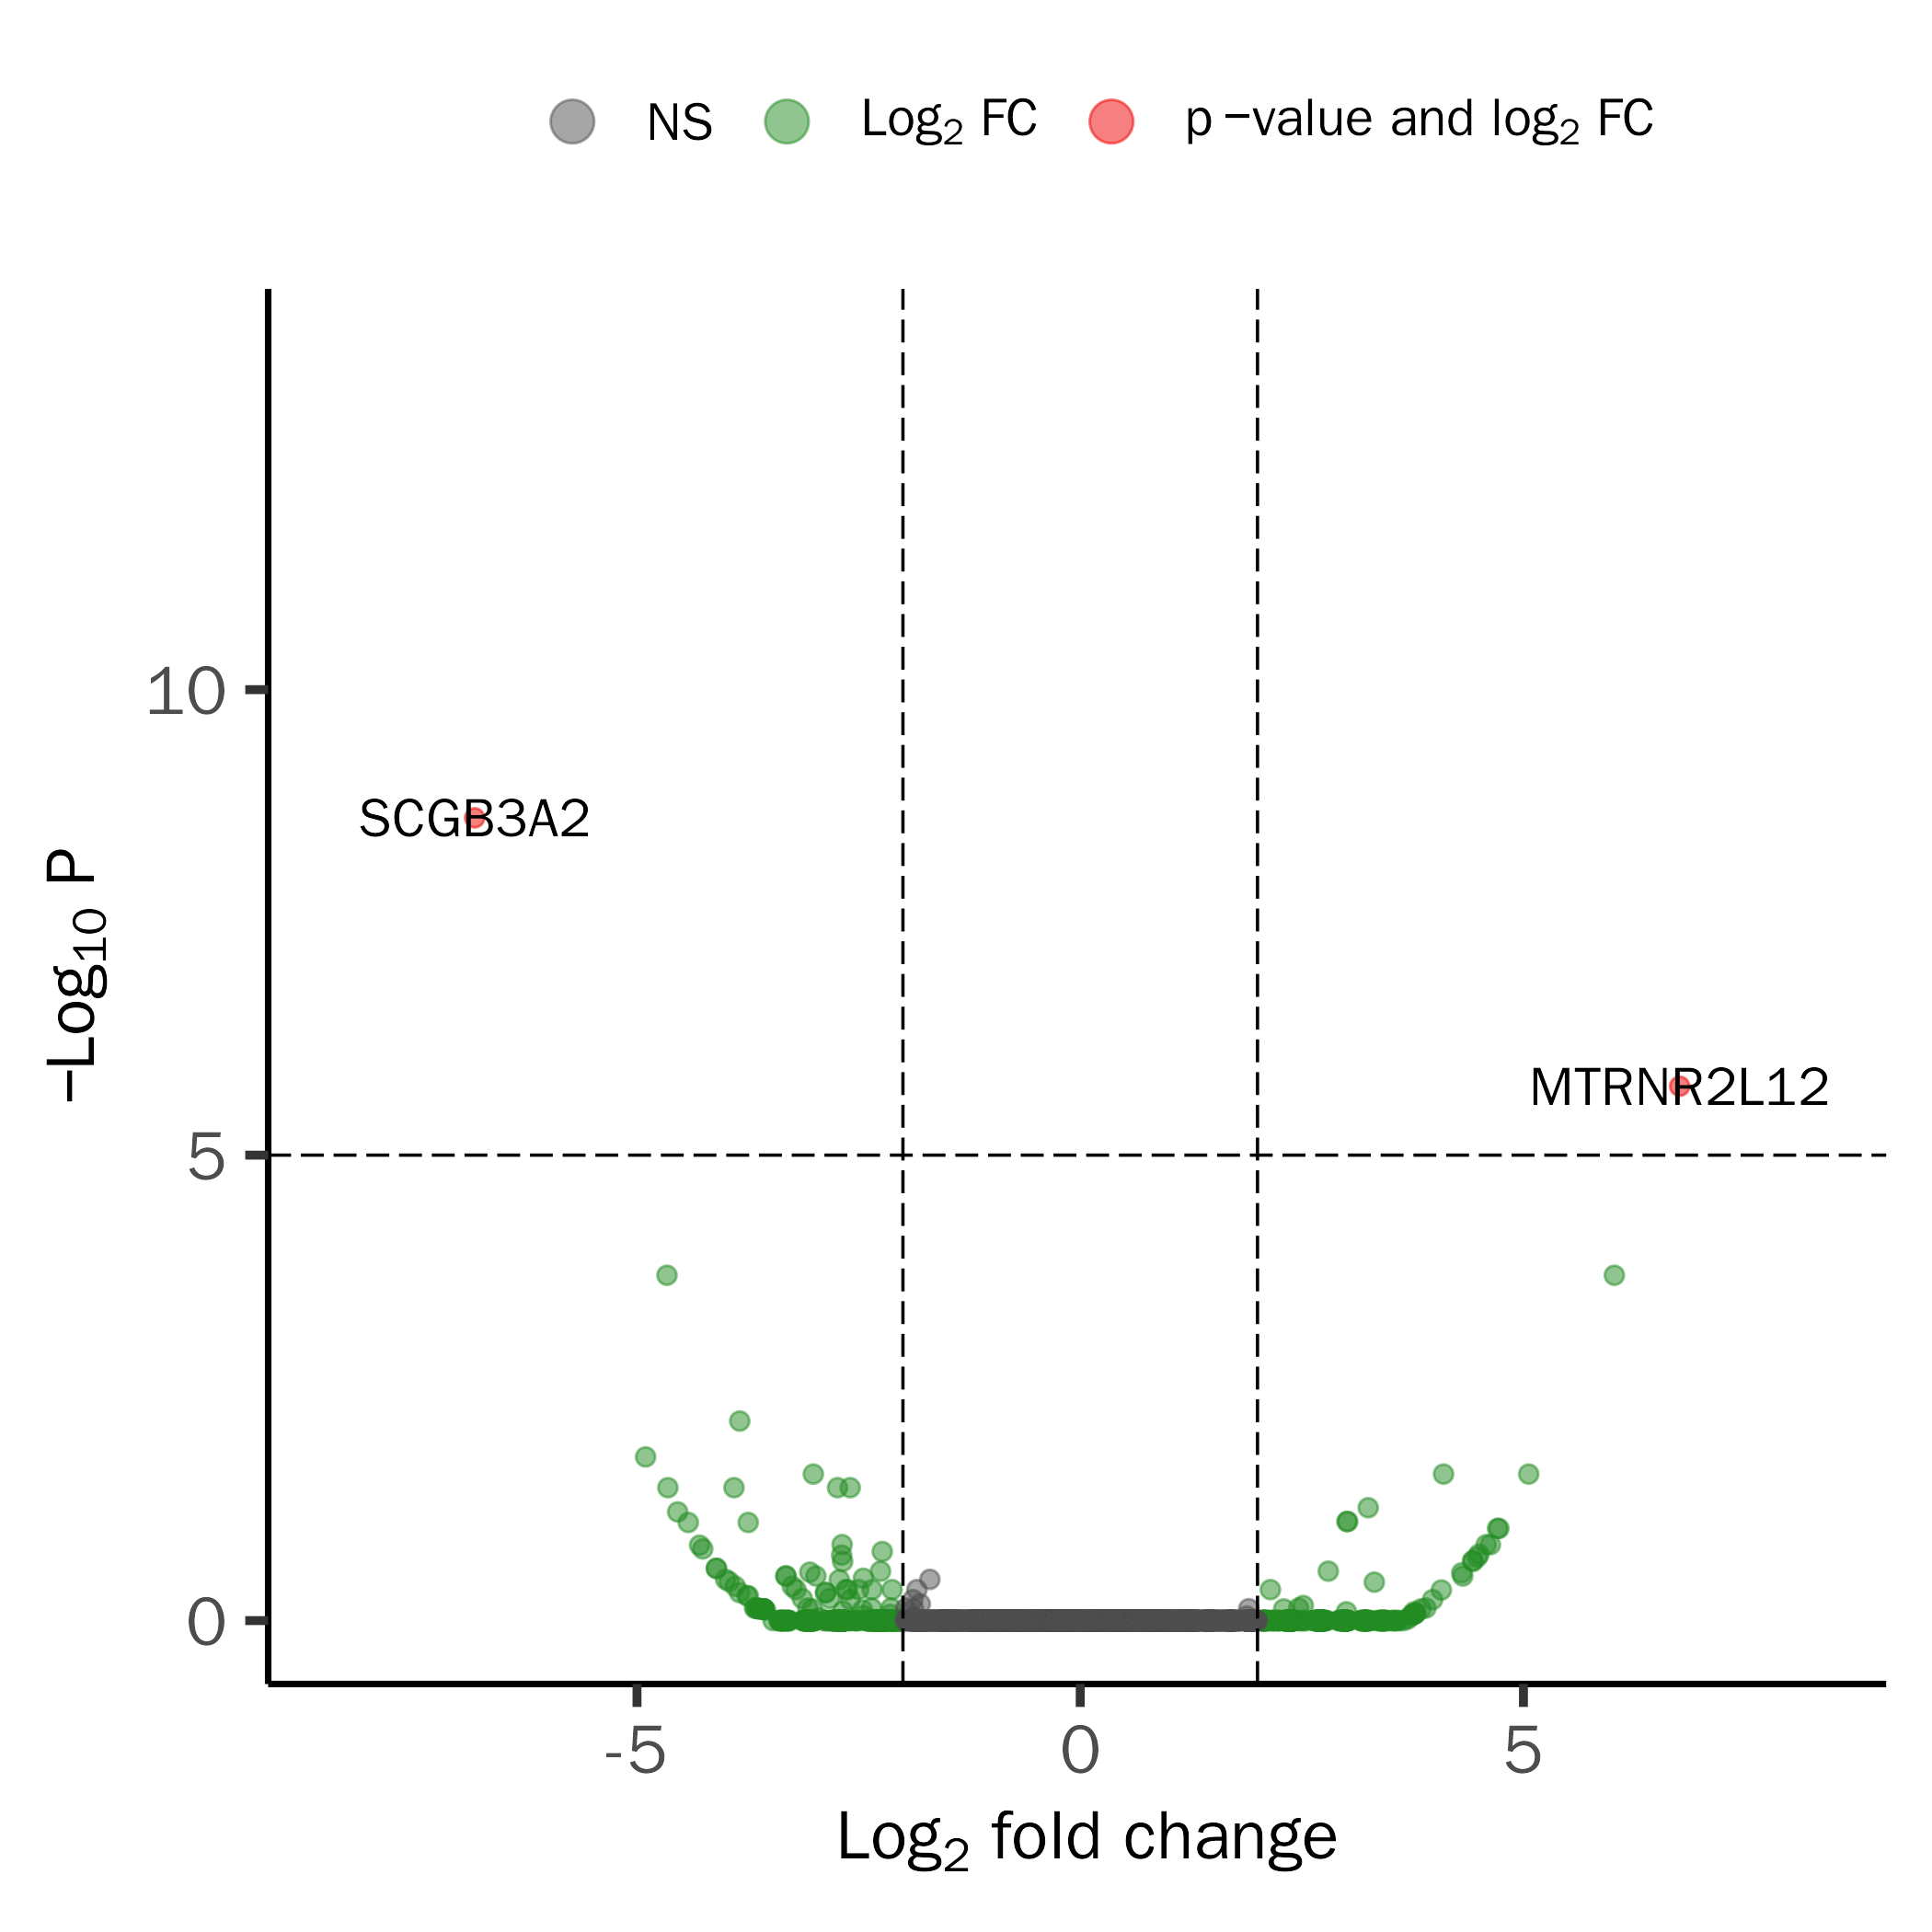 NS Log₂ FC p −value and log₂ FC
10
SCGB3A2
−Log₁₀ P
MTRNR2L12
5
0
-5 0 5
Log₂ fold change